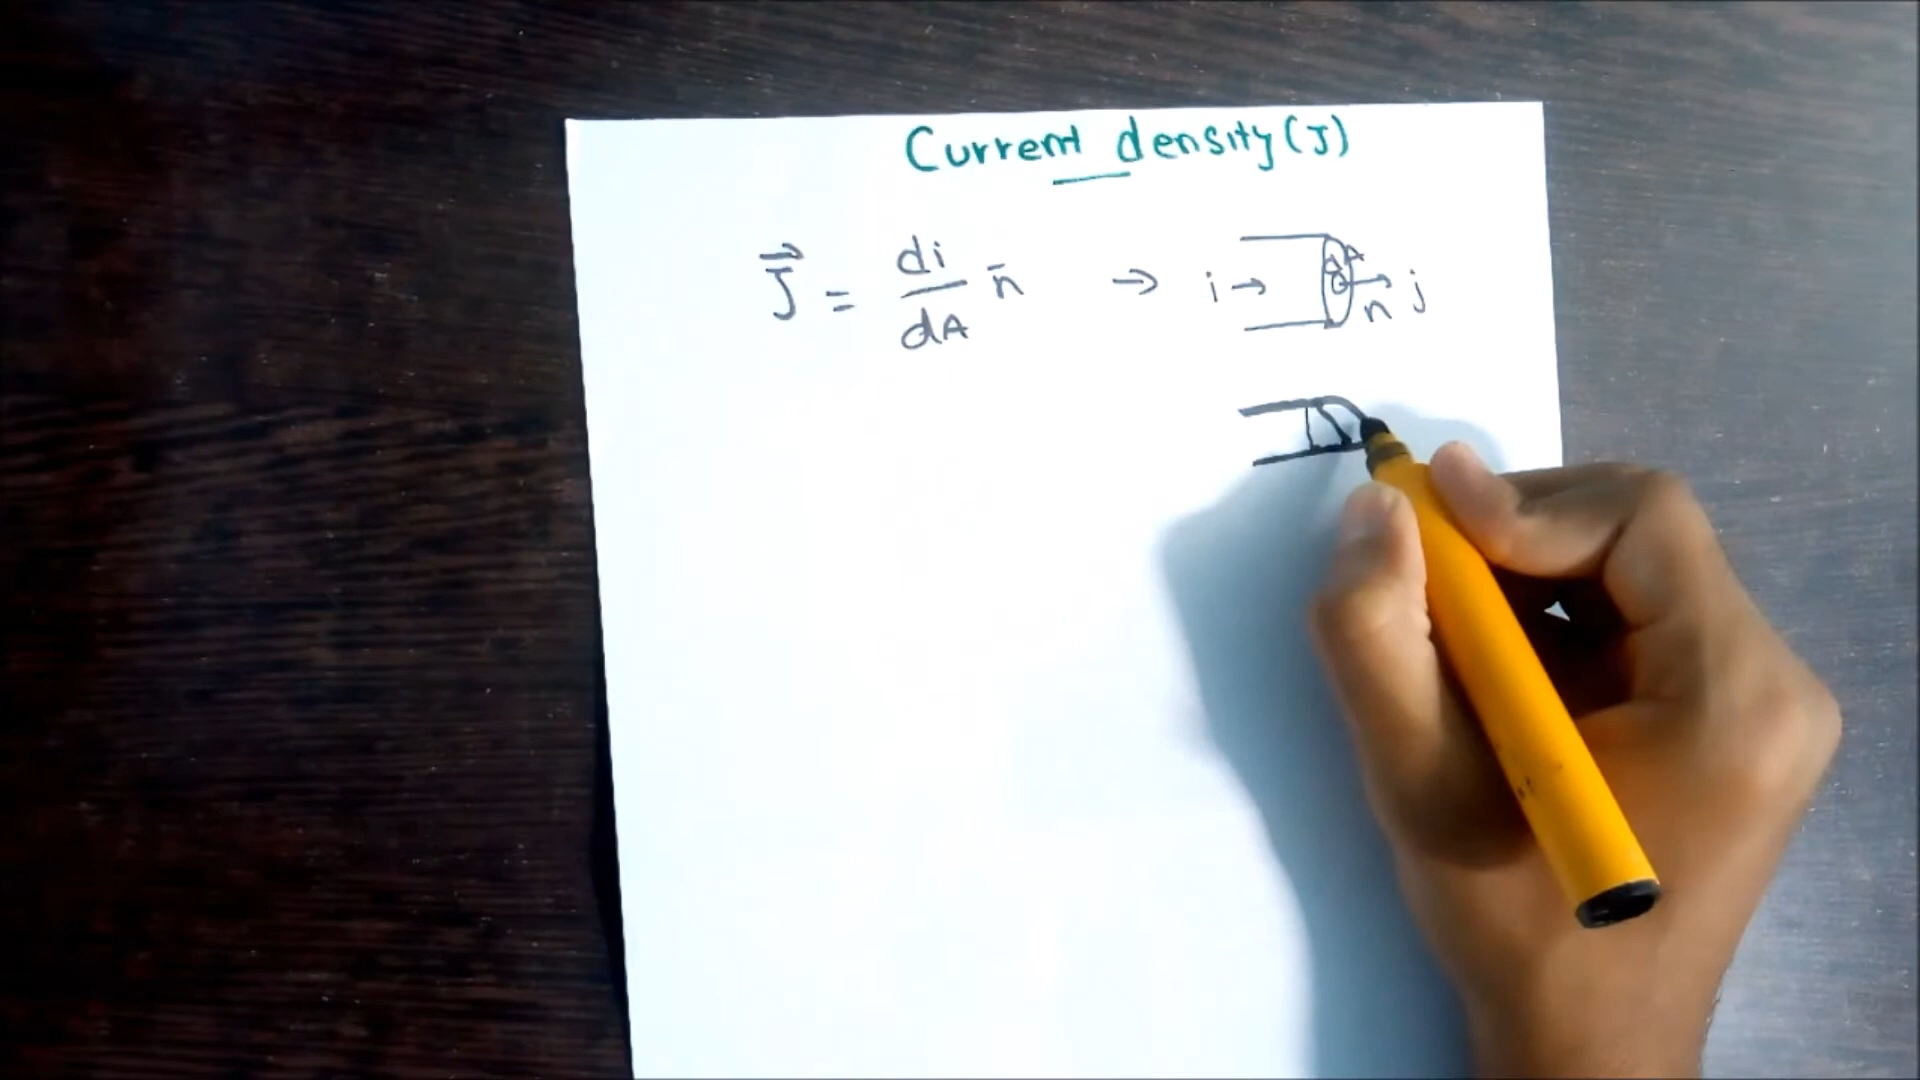 Current density (J)
J = di/dA n → i → dA n j